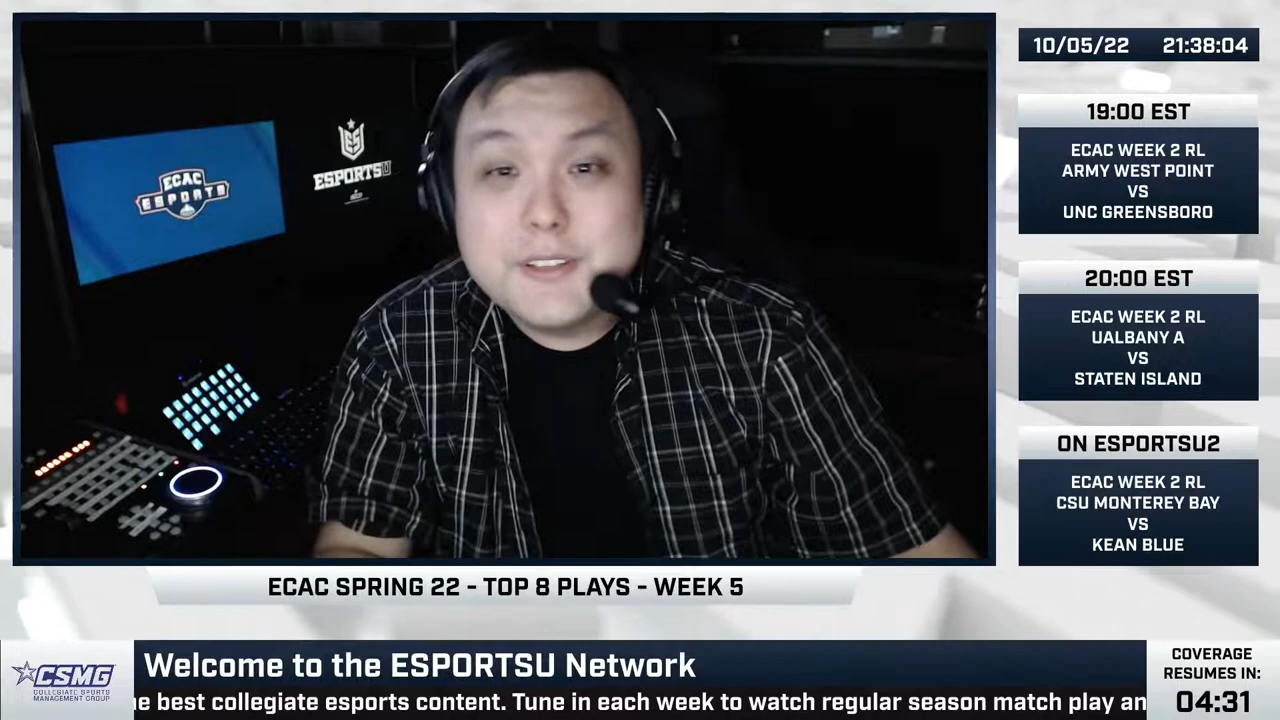 10/05/22 21:38:04
19:00 EST
ECAC WEEK 2 RL
ARMY WEST POINT
VS
UNC GREENSBORO
20:00 EST
ECAC WEEK 2 RL
UALBANY A
VS
STATEN ISLAND
ON ESPORTSU2
ECAC WEEK 2 RL
CSU MONTEREY BAY
VS
KEAN BLUE
ECAC
ESPORTS
ES
ESPORTSU
ECAC SPRING 22 - TOP 8 PLAYS - WEEK 5
CSMG
COLLEGIATE SPORTS
MANAGEMENT GROUP
Welcome to the ESPORTSU Network
he best collegiate esports content. Tune in each week to watch regular season match play an
COVERAGE
RESUMES IN:
04:31